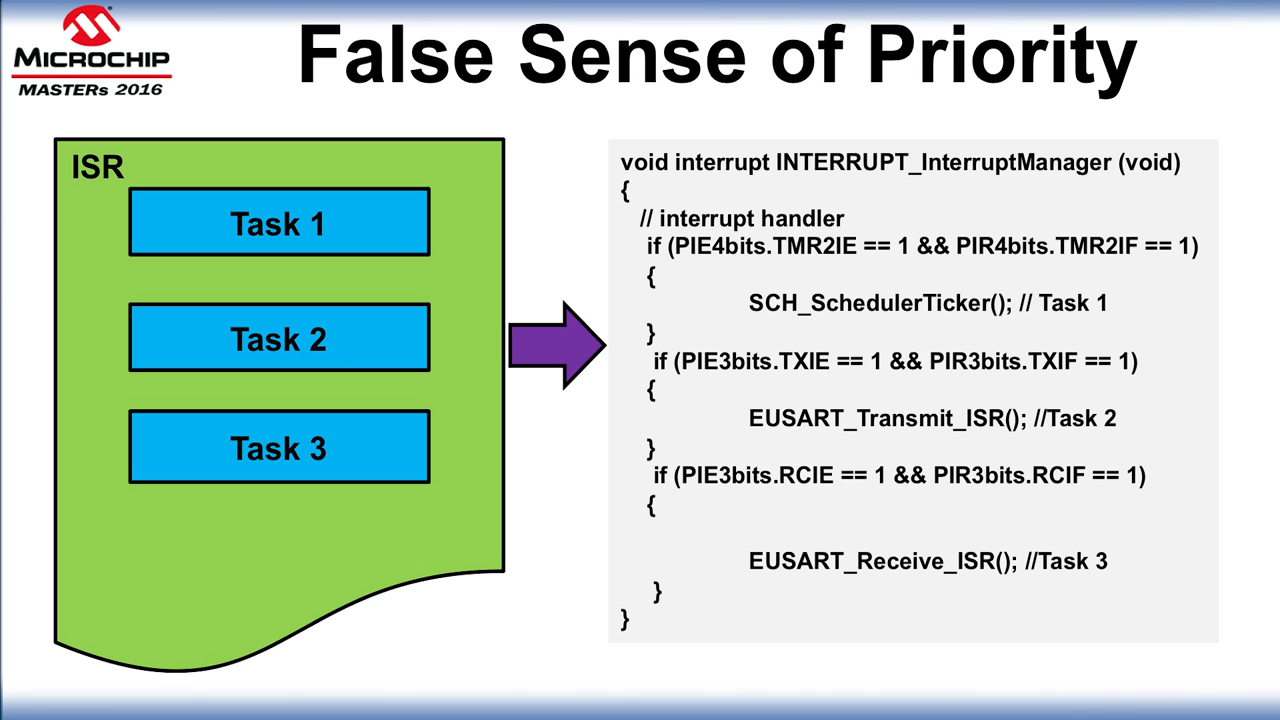 MICROCHIP
MASTERs 2016
False Sense of Priority
ISR
Task 1
Task 2
Task 3
void interrupt INTERRUPT_InterruptManager (void)
{
// interrupt handler
if (PIE4bits.TMR2IE == 1 && PIR4bits.TMR2IF == 1)
{
SCH_SchedulerTicker(); // Task 1
}
if (PIE3bits.TXIE == 1 && PIR3bits.TXIF == 1)
{
EUSART_Transmit_ISR(); //Task 2
}
if (PIE3bits.RCIE == 1 && PIR3bits.RCIF == 1)
{
EUSART_Receive_ISR(); //Task 3
}
}